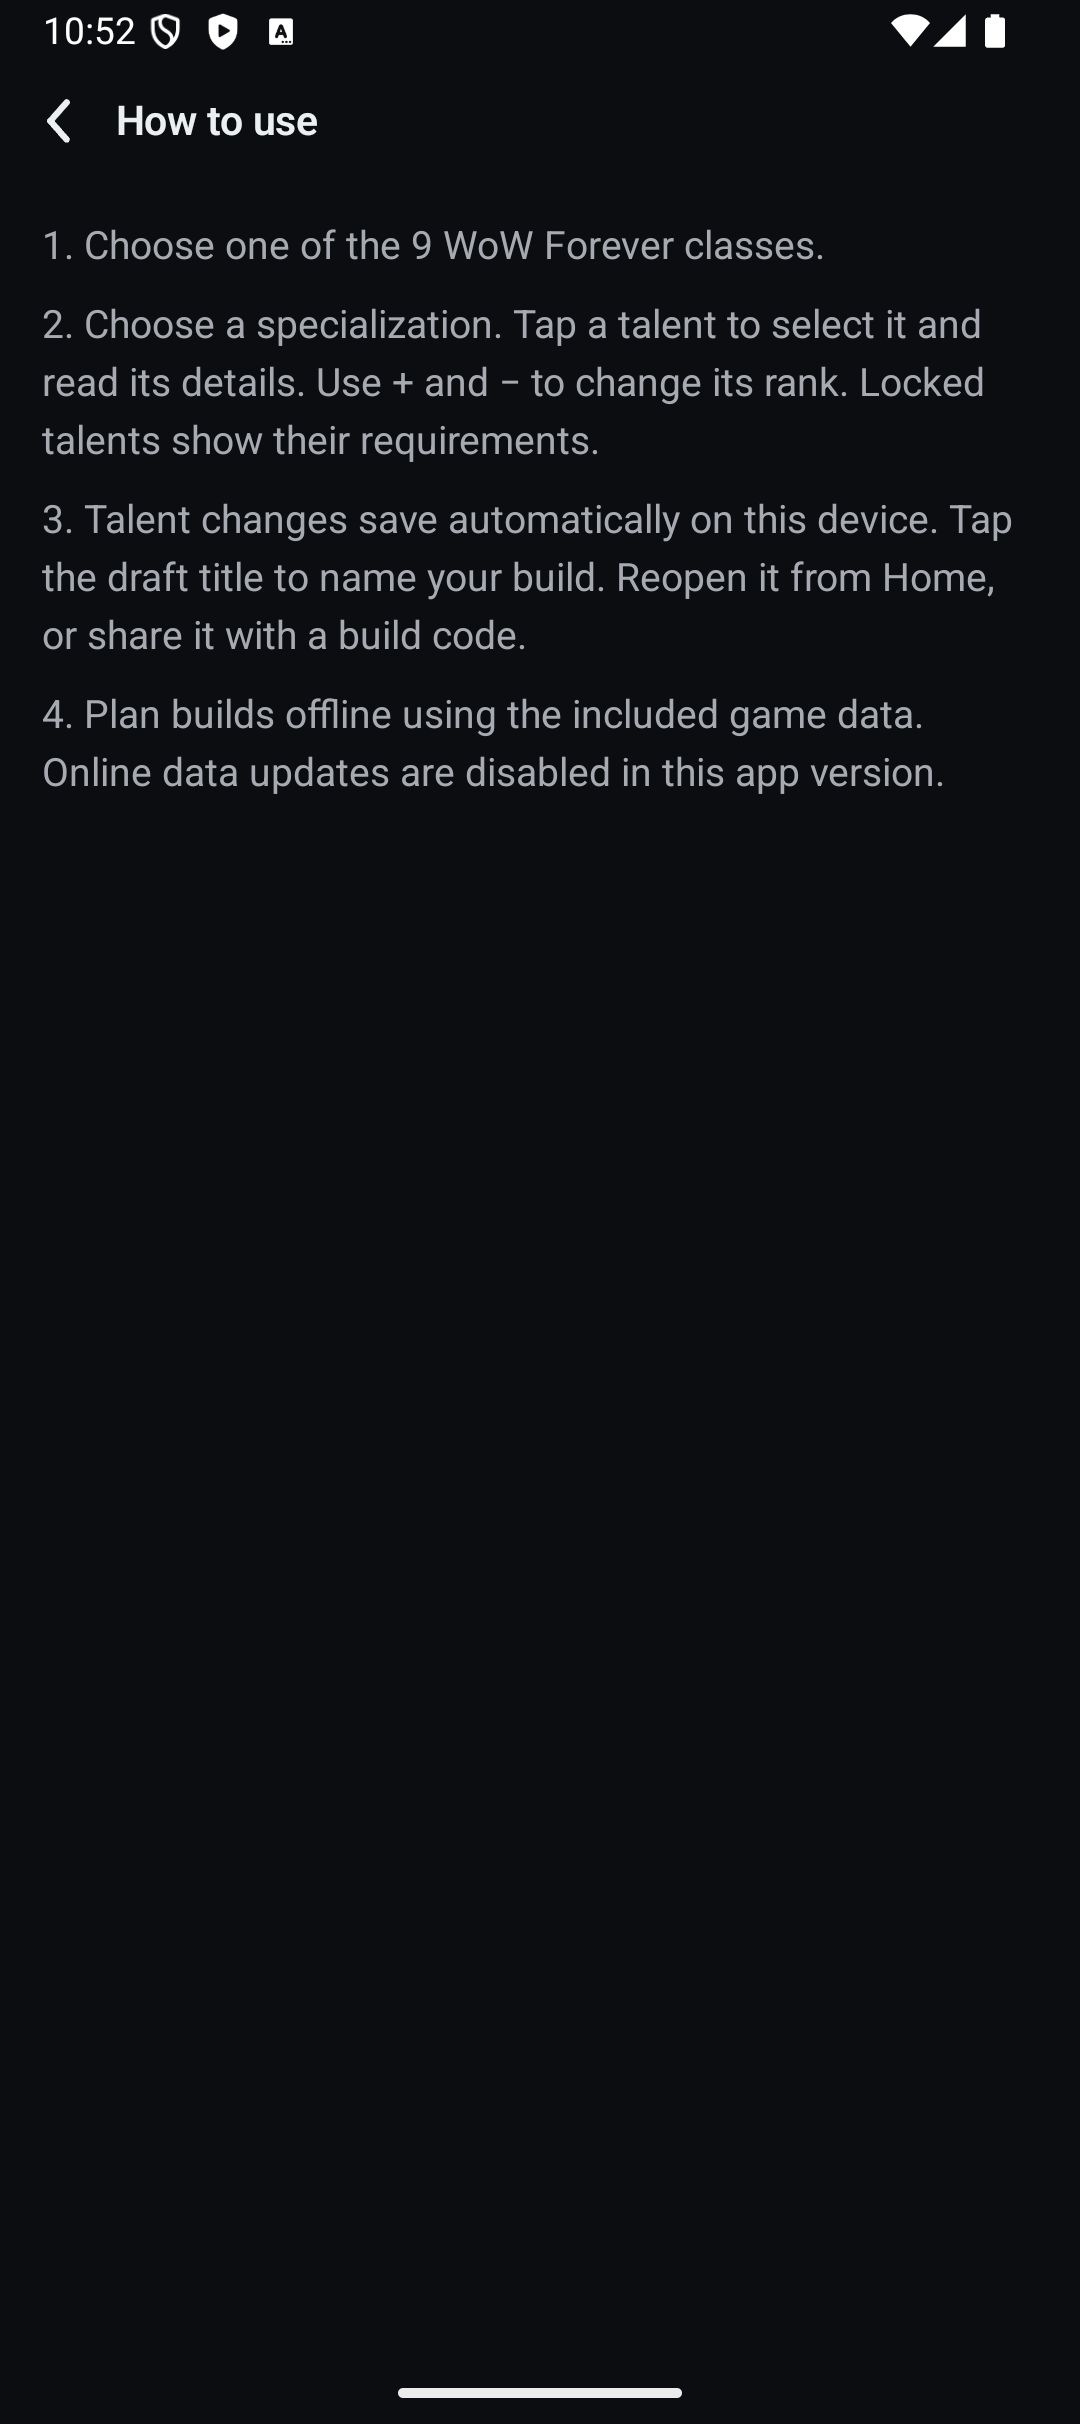 10:52
How to use
1. Choose one of the 9 WoW Forever classes.
2. Choose a specialization. Tap a talent to select it and
read its details. Use + and − to change its rank. Locked
talents show their requirements.
3. Talent changes save automatically on this device. Tap
the draft title to name your build. Reopen it from Home,
or share it with a build code.
4. Plan builds offline using the included game data.
Online data updates are disabled in this app version.